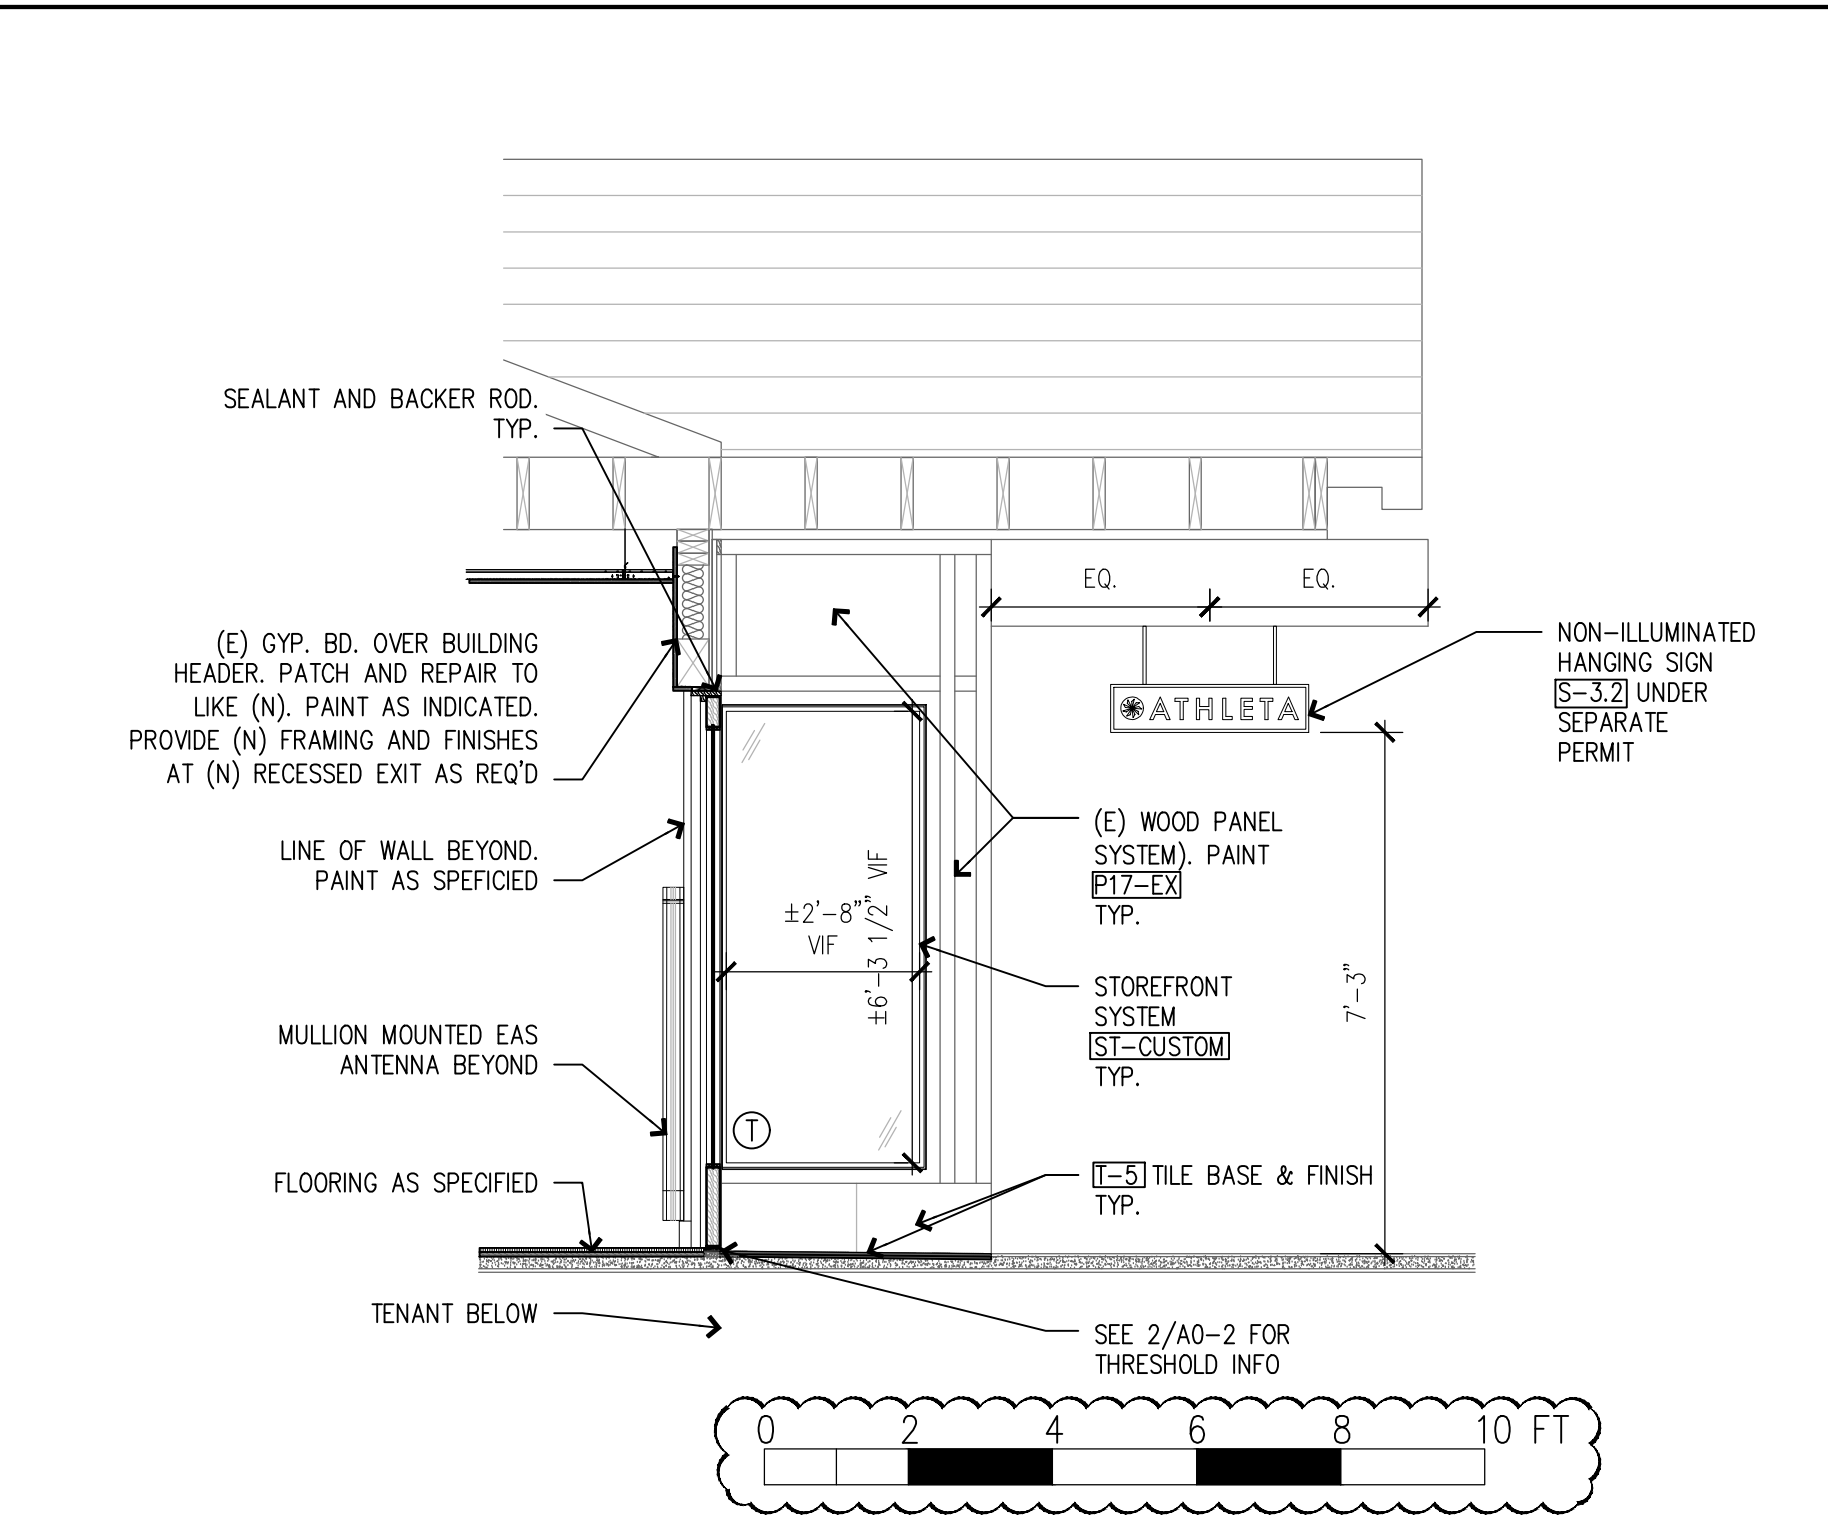 SEALANT AND BACKER ROD.
TYP.
EQ.
EQ.
(E) GYP. BD. OVER BUILDING
HEADER. PATCH AND REPAIR TO
LIKE (N). PAINT AS INDICATED.
PROVIDE (N) FRAMING AND FINISHES
AT (N) RECESSED EXIT AS REQ'D
NON-ILLUMINATED
HANGING SIGN
S-3.2 UNDER
SEPARATE
PERMIT
ATHLETA
LINE OF WALL BEYOND.
PAINT AS SPEFICIED
(E) WOOD PANEL
SYSTEM). PAINT
P17-EX
TYP.
±2'-8"
VIF
±6'-3 1/2" VIF
7'-3"
STOREFRONT
SYSTEM
ST-CUSTOM
TYP.
MULLION MOUNTED EAS
ANTENNA BEYOND
T
FLOORING AS SPECIFIED
T-5 TILE BASE & FINISH
TYP.
TENANT BELOW
SEE 2/A0-2 FOR
THRESHOLD INFO
0 2 4 6 8 10 FT